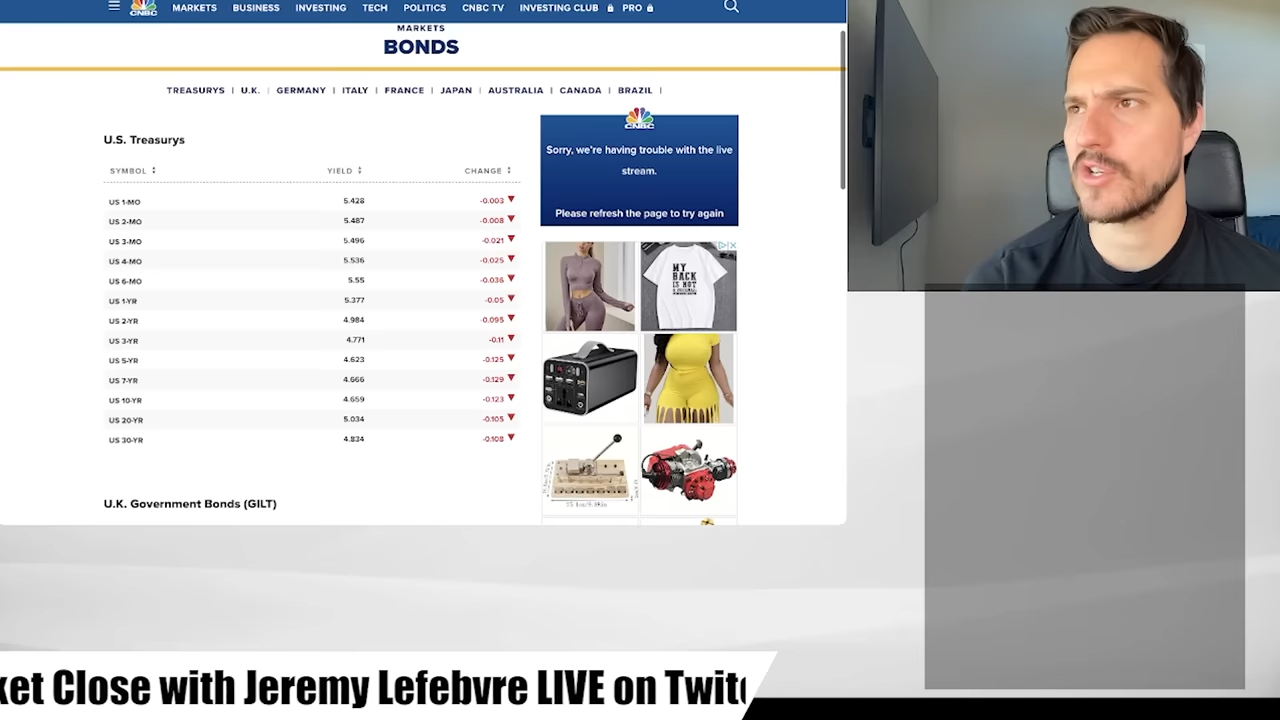 MARKETS BUSINESS INVESTING TECH POLITICS CNBC TV INVESTING CLUB PRO
CNBC
MARKETS
BONDS
TREASURYS | U.K. | GERMANY | ITALY | FRANCE | JAPAN | AUSTRALIA | CANADA | BRAZIL |
U.S. Treasurys
SYMBOL YIELD CHANGE
US 1-MO 5.428 -0.003
US 2-MO 5.487 -0.008
US 3-MO 5.496 -0.021
US 4-MO 5.536 -0.025
US 6-MO 5.55 -0.036
US 1-YR 5.377 -0.05
US 2-YR 4.984 -0.095
US 3-YR 4.771 -0.11
US 5-YR 4.623 -0.125
US 7-YR 4.666 -0.129
US 10-YR 4.659 -0.123
US 20-YR 5.034 -0.105
US 30-YR 4.834 -0.108
U.K. Government Bonds (GILT)
CNBC
Sorry, we're having trouble with the live
stream.
Please refresh the page to try again
MY
BACK
IS NOT
ket Close with Jeremy Lefebvre LIVE on Twitc